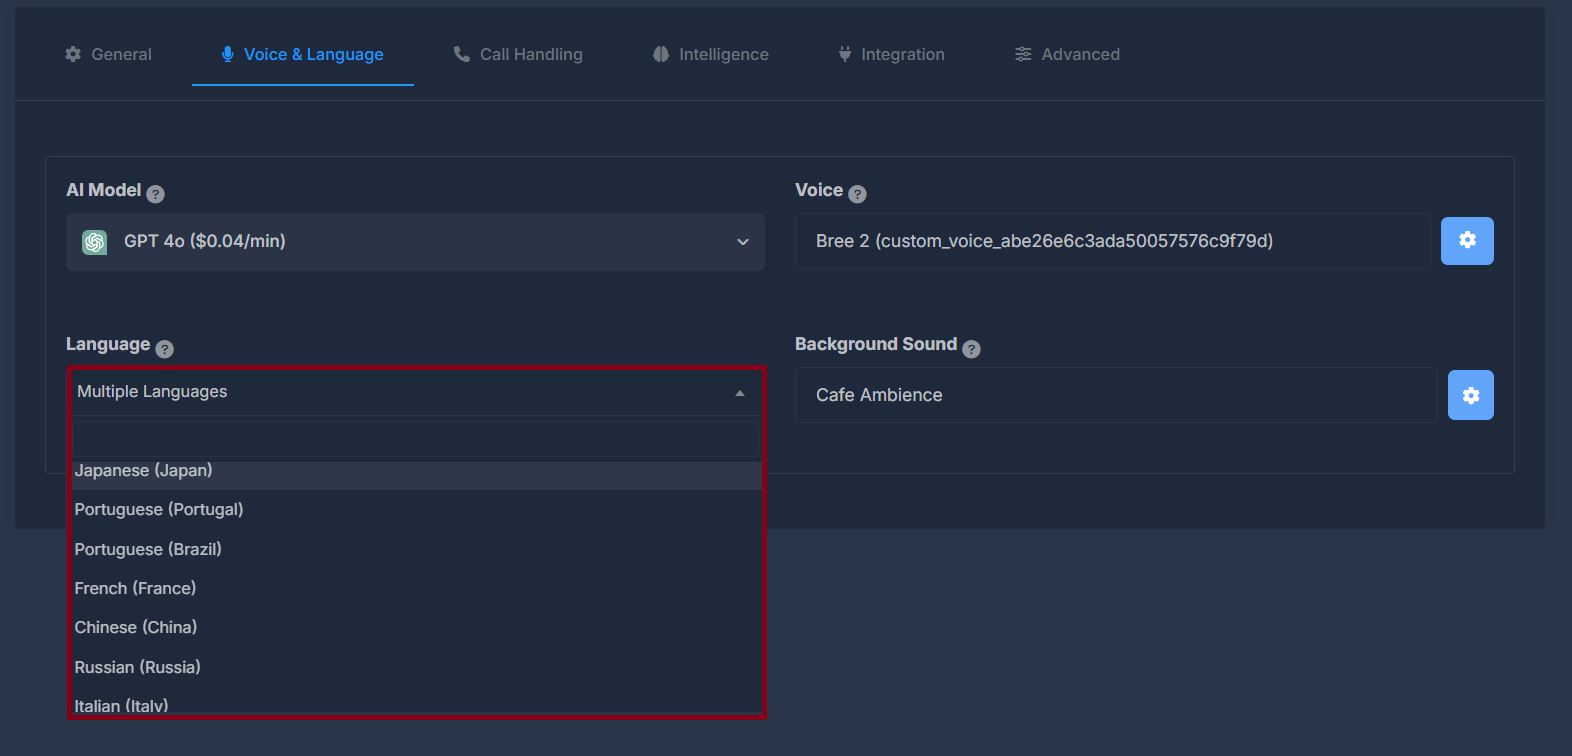 General
Voice & Language
Call Handling
Intelligence
Integration
Advanced
AI Model ?
GPT 4o ($0.04/min)
Voice ?
Bree 2 (custom_voice_abe26e6c3ada50057576c9f79d)
Language ?
Multiple Languages
Japanese (Japan)
Portuguese (Portugal)
Portuguese (Brazil)
French (France)
Chinese (China)
Russian (Russia)
Italian (Italy)
Background Sound ?
Cafe Ambience